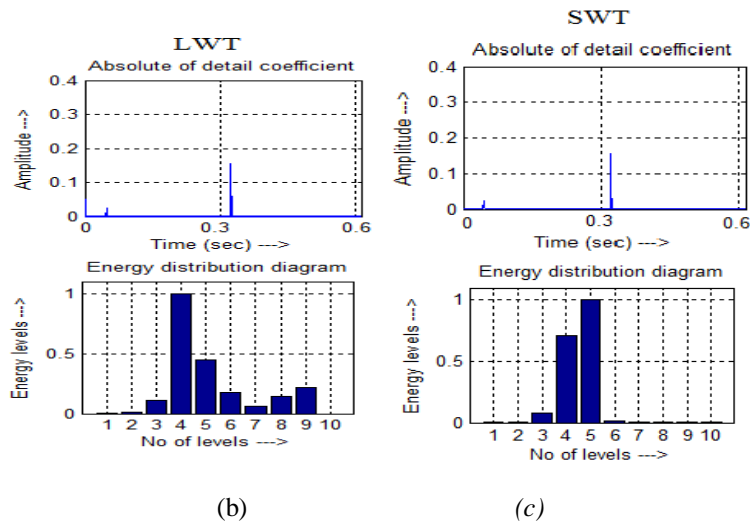 LWT
Absolute of detail coefficient
0.4
0.3
0.2
0.1
0
Amplitude --->
0 0.3 0.6
Time (sec) --->
Energy distribution diagram
1
0.5
0
Energy levels --->
1 2 3 4 5 6 7 8 9 10
No of levels --->
(b)
SWT
Absolute of detail coefficient
0.4
0.3
0.2
0.1
0
Amplitude --->
0 0.3 0.6
Time (sec) --->
Energy distribution diagram
1
0.5
0
Energy levels --->
1 2 3 4 5 6 7 8 9 10
No of levels --->
(c)